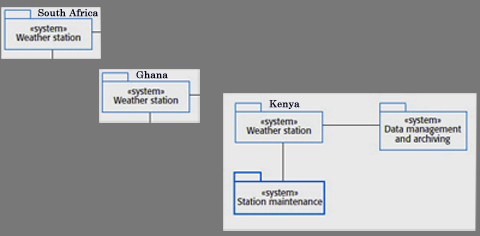 South Africa
«system»
Weather station
Ghana
«system»
Weather station
Kenya
«system»
Weather station
«system»
Data management
and archiving
«system»
Station maintenance